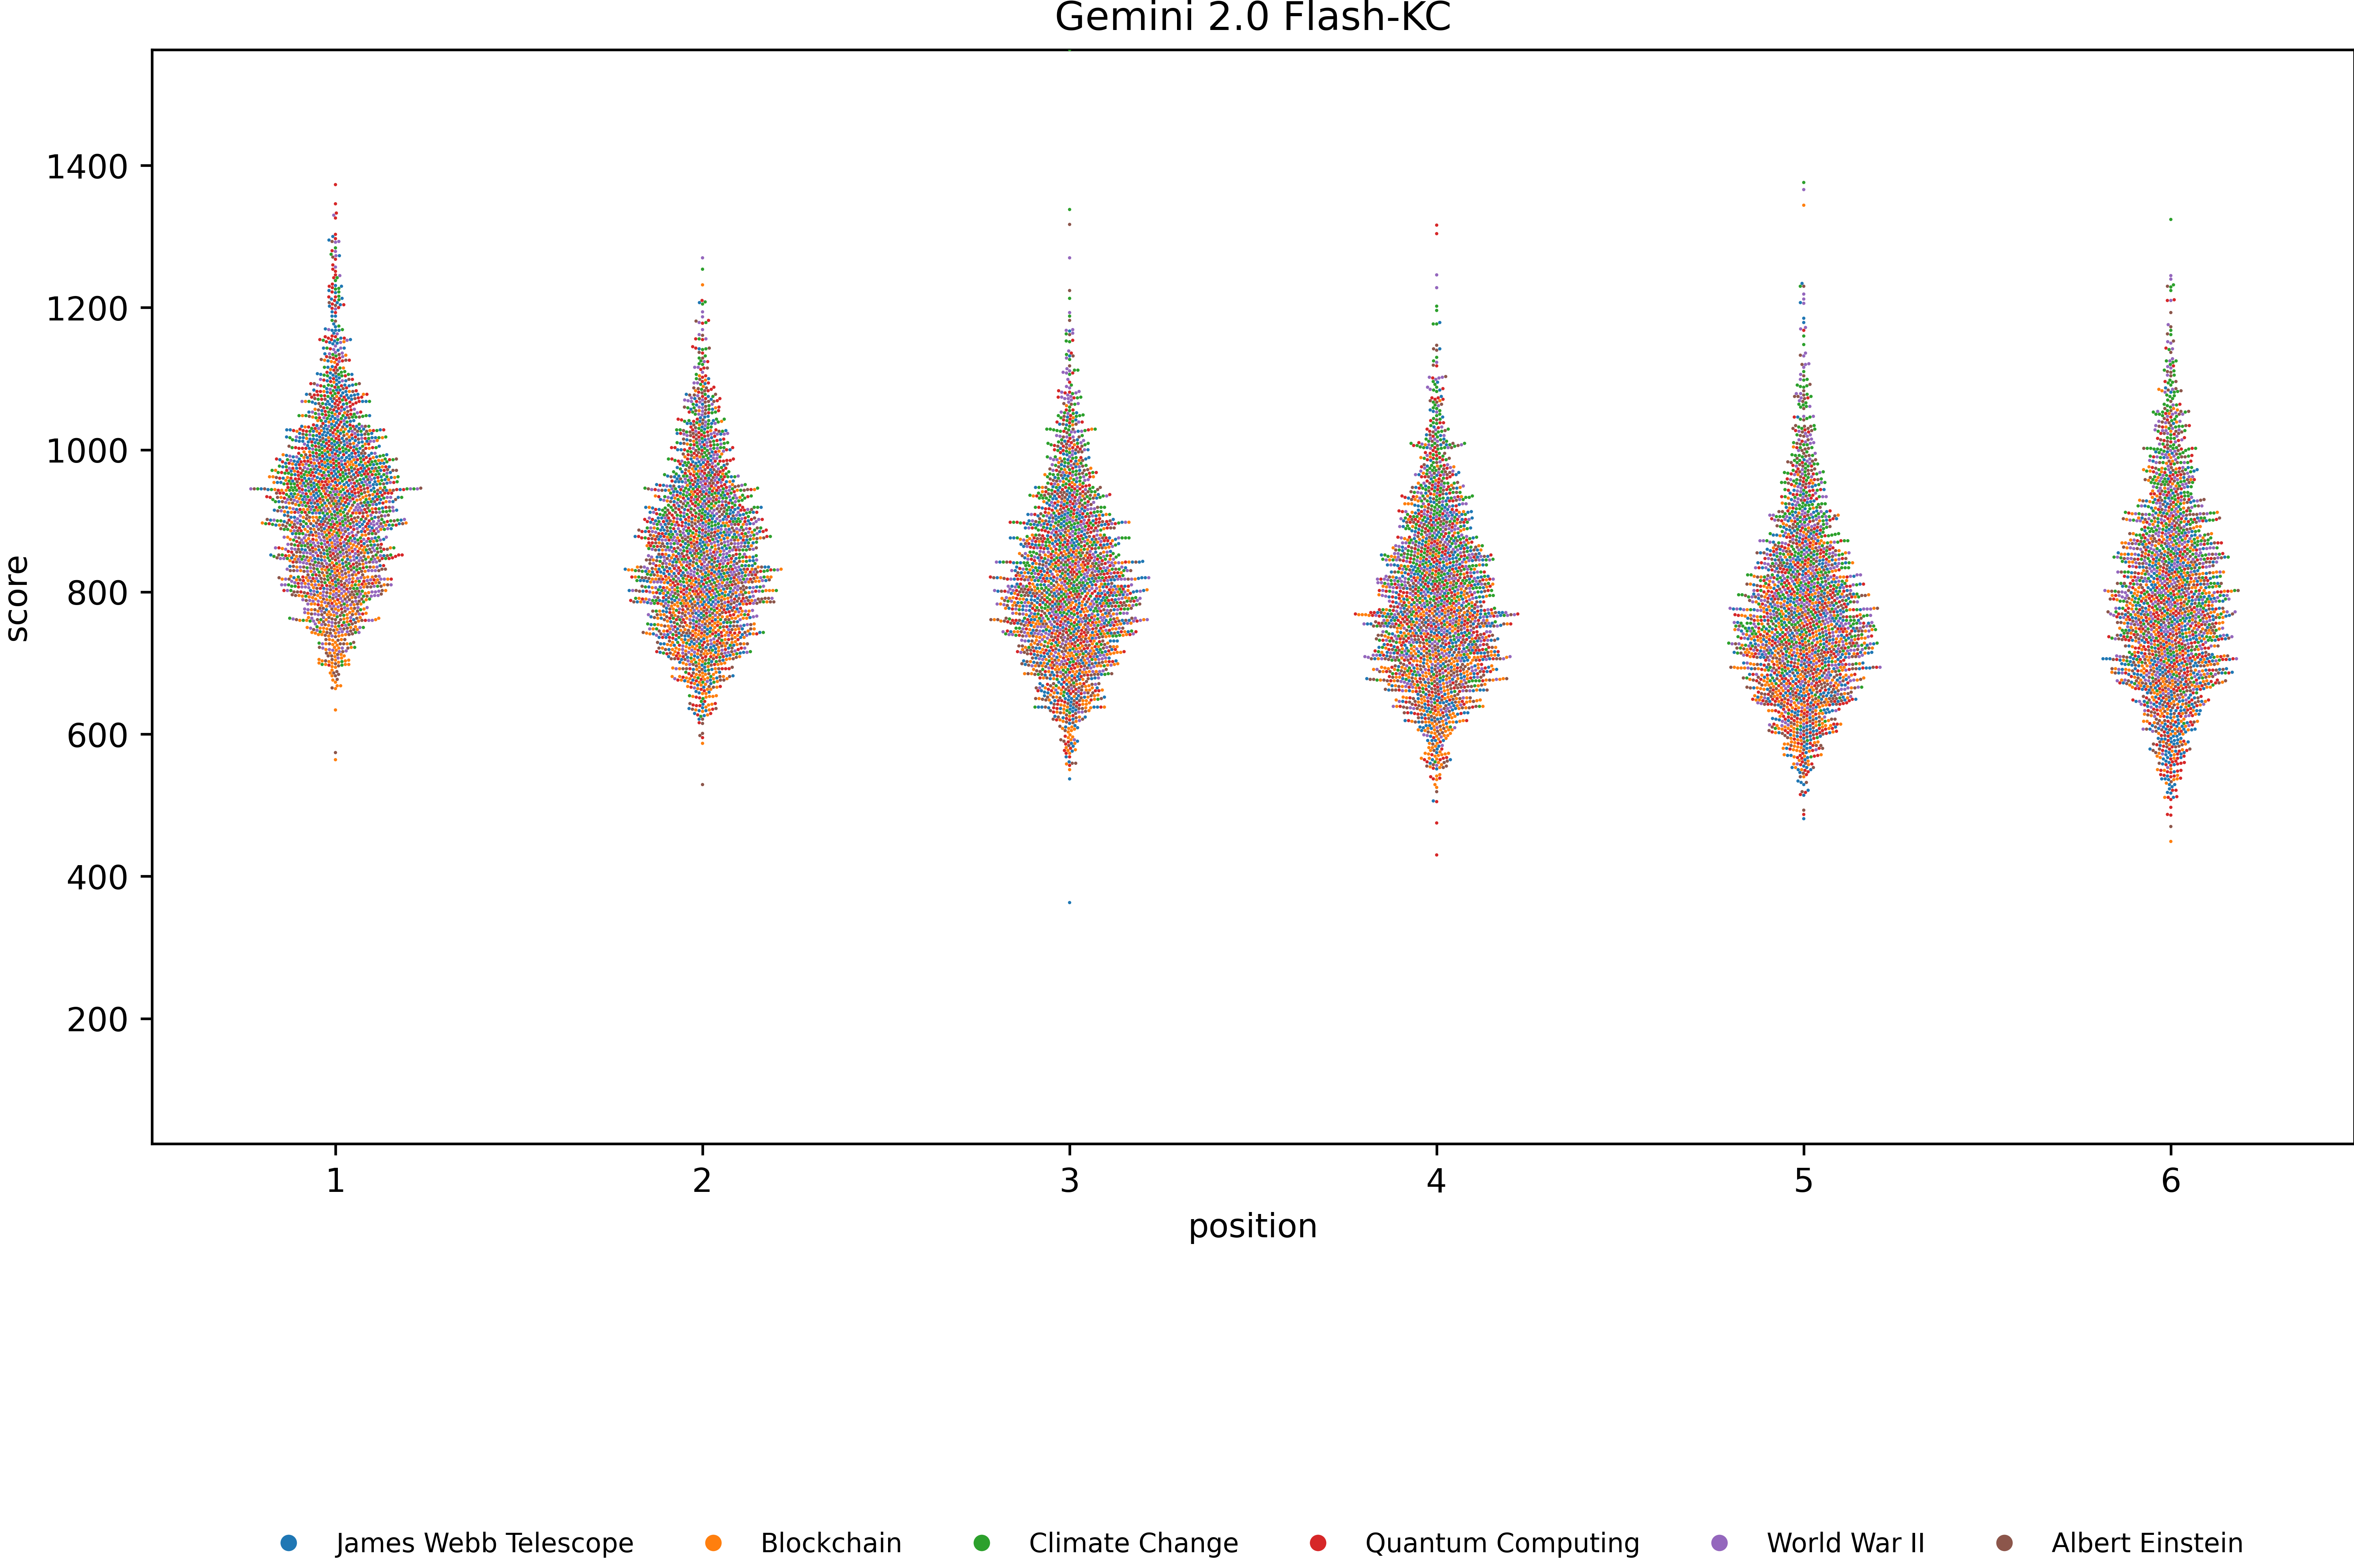 Gemini 2.0 Flash-KC
score
1400
1200
1000
800
600
400
200
1 2 3 4 5 6
position
James Webb Telescope Blockchain Climate Change Quantum Computing World War II Albert Einstein